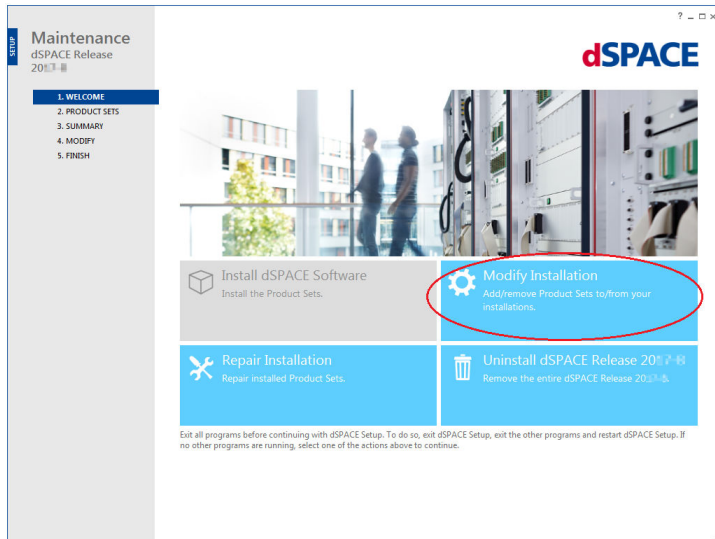 SETUP
Maintenance
dSPACE Release
20
dSPACE
1. WELCOME
2. PRODUCT SETS
3. SUMMARY
4. MODIFY
5. FINISH
Install dSPACE Software
Install the Product Sets.
Modify Installation
Add/remove Product Sets to/from your
installations.
Repair Installation
Repair installed Product Sets.
Uninstall dSPACE Release 20
Remove the entire dSPACE Release 20
Exit all programs before continuing with dSPACE Setup. To do so, exit dSPACE Setup, exit the other programs and restart dSPACE Setup. If
no other programs are running, select one of the actions above to continue.